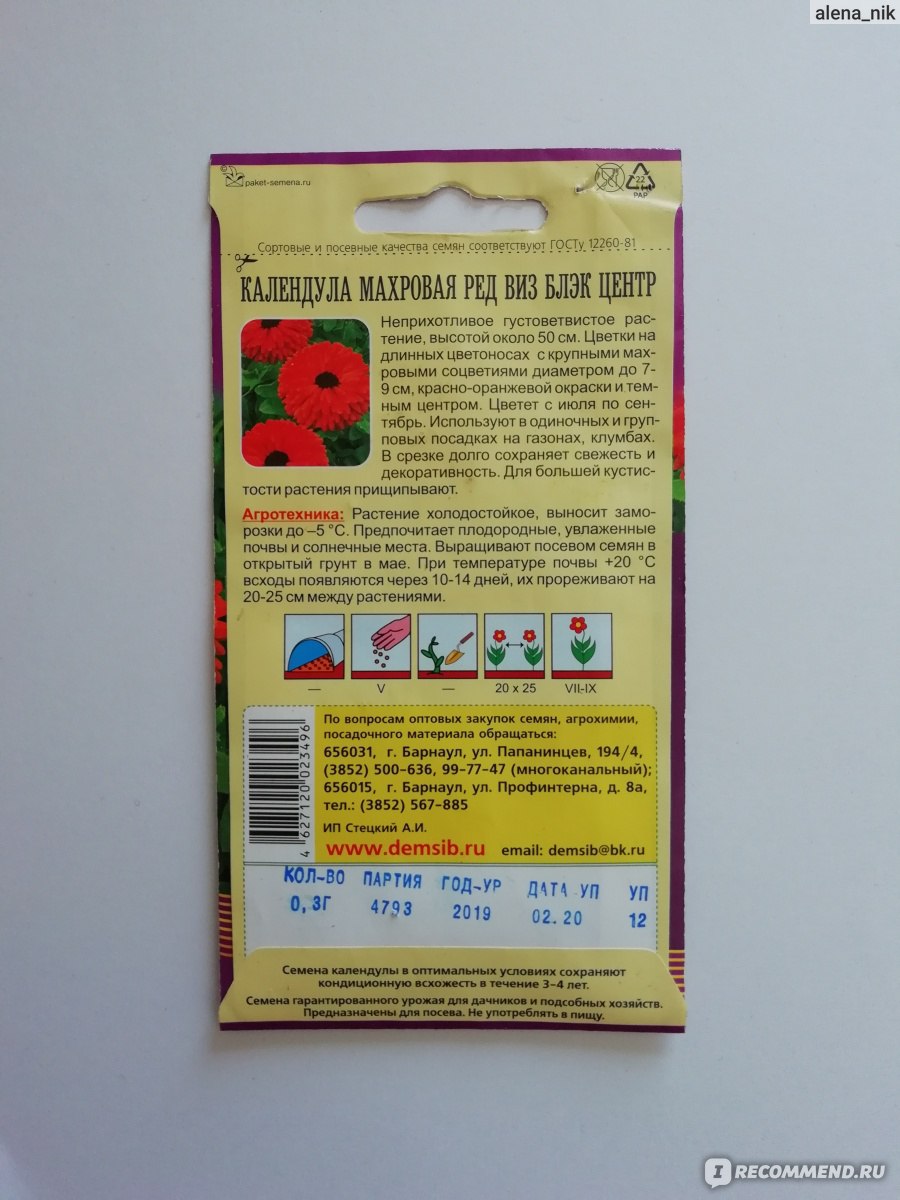 alena_nik
paket-semena.ru
22
PAP
Сортовые и посевные качества семян соответствуют ГОСТу 12260-81
КАЛЕНДУЛА МАХРОВАЯ РЕД ВИЗ БЛЭК ЦЕНТР
Неприхотливое густоветвистое рас-
тение, высотой около 50 см. Цветки на
длинных цветоносах с крупными мах-
ровыми соцветиями диаметром до 7-
9 см, красно-оранжевой окраски и тем-
ным центром. Цветет с июля по сен-
тябрь. Используют в одиночных и груп-
повых посадках на газонах, клумбах.
В срезке долго сохраняет свежесть и
декоративность. Для большей кустис-
тости растения прищипывают.
Агротехника: Растение холодостойкое, выносит замо-
розки до –5 °С. Предпочитает плодородные, увлаженные
почвы и солнечные места. Выращивают посевом семян в
открытый грунт в мае. При температуре почвы +20 °С
всходы появляются через 10-14 дней, их прореживают на
20-25 см между растениями.
— V — 20 x 25 VII-IX
По вопросам оптовых закупок семян, агрохимии,
посадочного материала обращаться:
656031, г. Барнаул, ул. Папанинцев, 194/4,
(3852) 500-636, 99-77-47 (многоканальный);
656015, г. Барнаул, ул. Профинтерна, д. 8а,
тел.: (3852) 567-885
ИП Стецкий А.И.
www.demsib.ru email: demsib@bk.ru
4 627120 023496
КОЛ-ВО ПАРТИЯ ГОД-УР ДАТА УП УП
0,3Г 4793 2019 02.20 12
Семена календулы в оптимальных условиях сохраняют
кондиционную всхожесть в течение 3-4 лет.
Семена гарантированного урожая для дачников и подсобных хозяйств.
Предназначены для посева. Не употреблять в пищу.
IRECOMMEND.RU